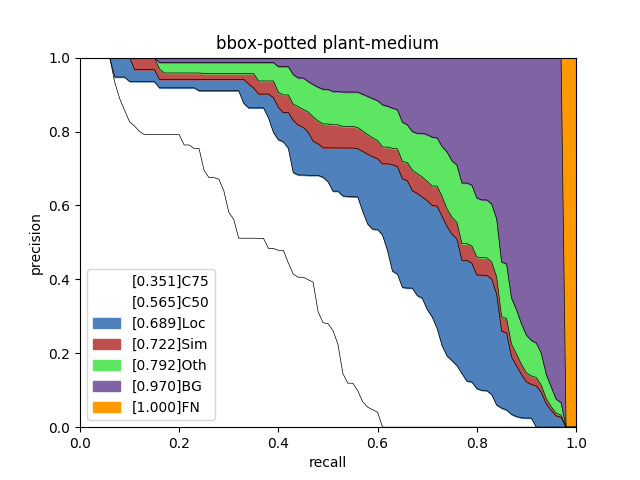 bbox-potted plant-medium
precision
1.0
0.8
0.6
0.4
0.2
0.0
[0.351]C75
[0.565]C50
[0.689]Loc
[0.722]Sim
[0.792]Oth
[0.970]BG
[1.000]FN
0.0 0.2 0.4 0.6 0.8 1.0
recall